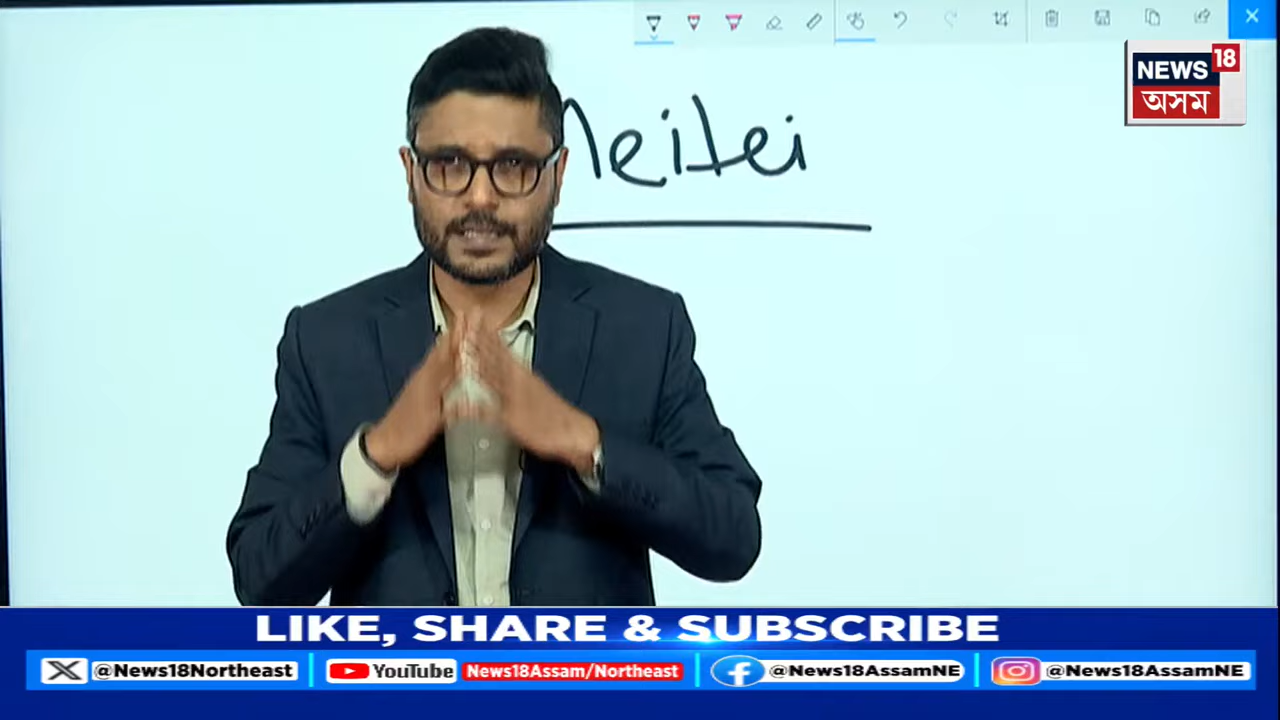 NEWS 18
অসম
Meitei
LIKE, SHARE & SUBSCRIBE
@News18Northeast YouTube News18Assam/Northeast @News18AssamNE @News18AssamNE